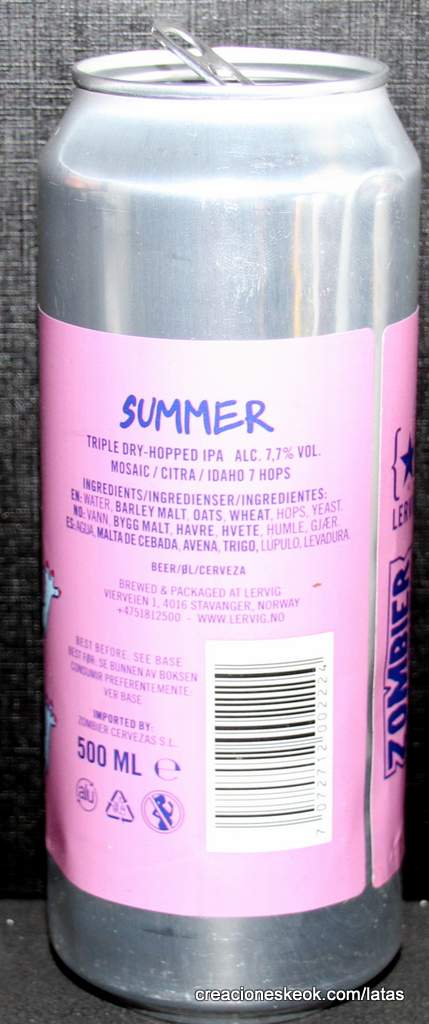 SUMMER
TRIPLE DRY-HOPPED IPA ALC. 7,7% VOL.
MOSAIC / CITRA / IDAHO 7 HOPS
INGREDIENTS/INGREDIENSER/INGREDIENTES:
EN: WATER, BARLEY MALT, OATS, WHEAT, HOPS, YEAST.
NO: VANN, BYGG MALT, HAVRE, HVETE, HUMLE, GJÆR.
ES: AGUA, MALTA DE CEBADA, AVENA, TRIGO, LUPULO, LEVADURA.
BEER/ØL/CERVEZA
BREWED & PACKAGED AT LERVIG
VIERVEIEN 1, 4016 STAVANGER, NORWAY
+4751812500 - WWW.LERVIG.NO
BEST BEFORE: SEE BASE
BEST FØR: SE BUNNEN AV BOKSEN
CONSUMIR PREFERENTEMENTE:
VER BASE
IMPORTED BY:
ZOMBIER CERVEZAS S.L.
500 ML ℮
alu
7 072712 002224
LERV
ZOMBIER
creacioneskeok.com/latas